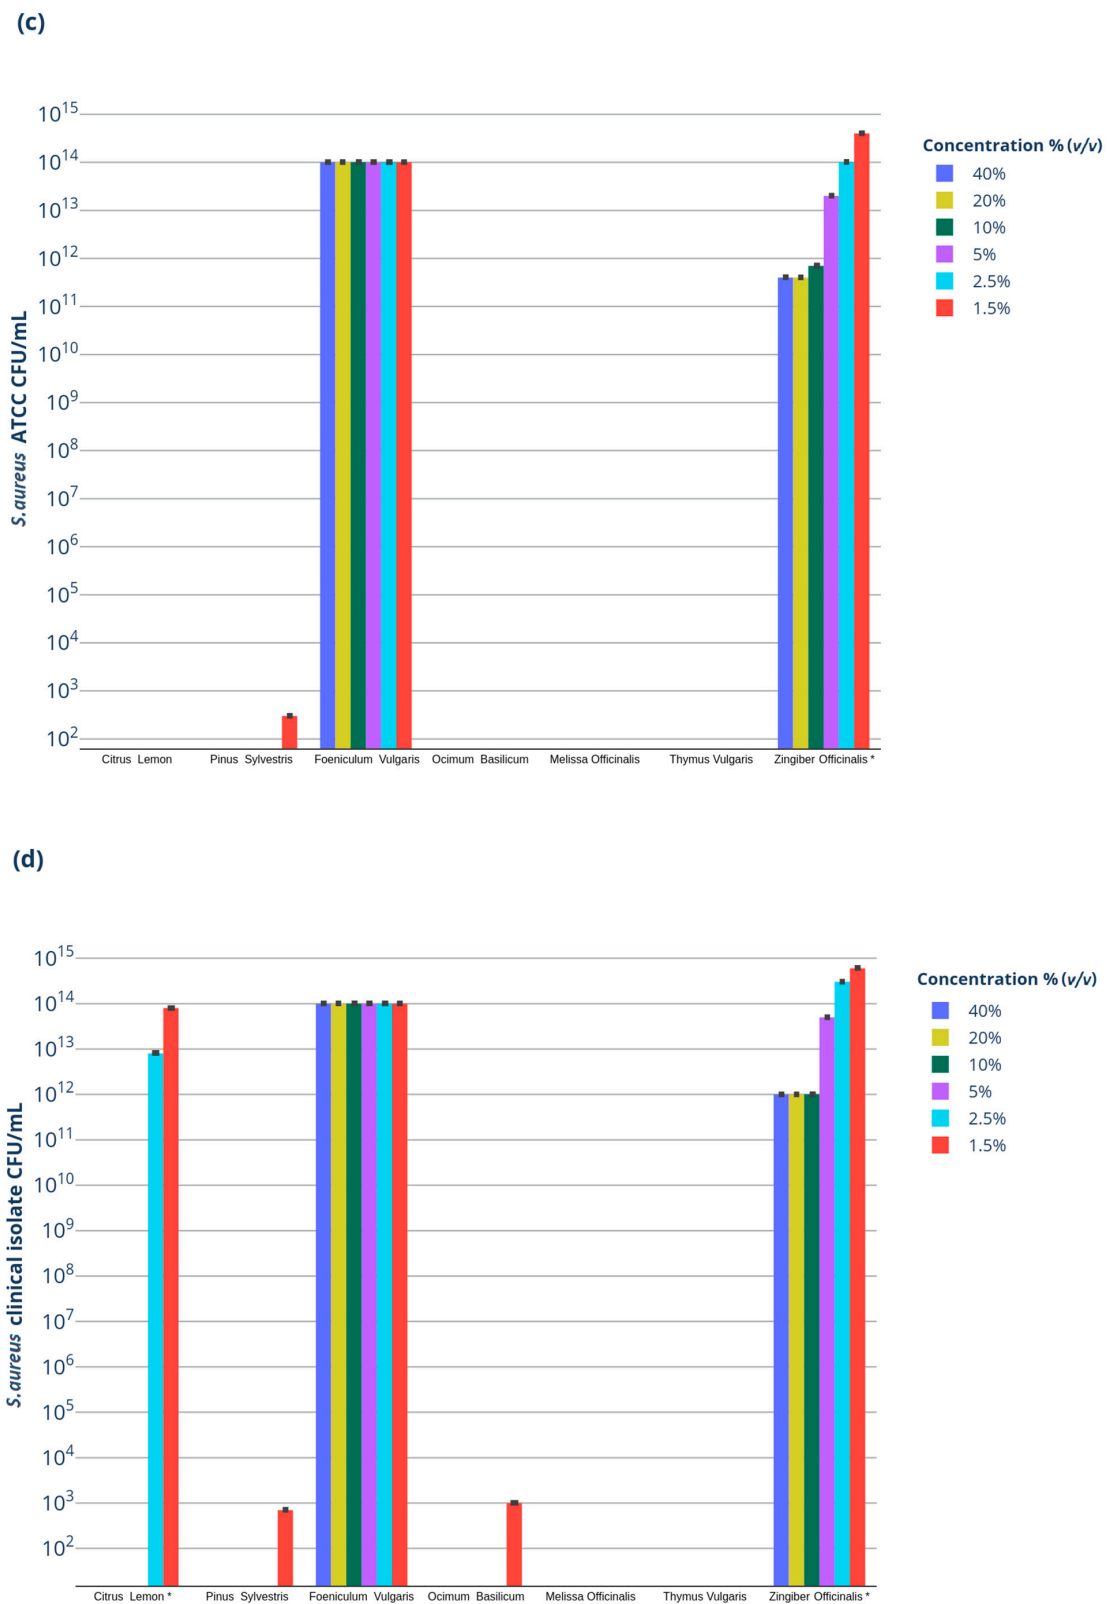 (c)
10^15
10^14
10^13
10^12
10^11
10^10
10^9
10^8
10^7
10^6
10^5
10^4
10^3
10^2
S.aureus ATCC CFU/mL
Citrus Lemon
Pinus Sylvestris
Foeniculum Vulgaris
Ocimum Basilicum
Melissa Officinalis
Thymus Vulgaris
Zingiber Officinalis *
Concentration % (v/v)
40%
20%
10%
5%
2.5%
1.5%
(d)
10^15
10^14
10^13
10^12
10^11
10^10
10^9
10^8
10^7
10^6
10^5
10^4
10^3
10^2
S.aureus clinical isolate CFU/mL
Citrus Lemon *
Pinus Sylvestris
Foeniculum Vulgaris
Ocimum Basilicum
Melissa Officinalis
Thymus Vulgaris
Zingiber Officinalis *
Concentration % (v/v)
40%
20%
10%
5%
2.5%
1.5%